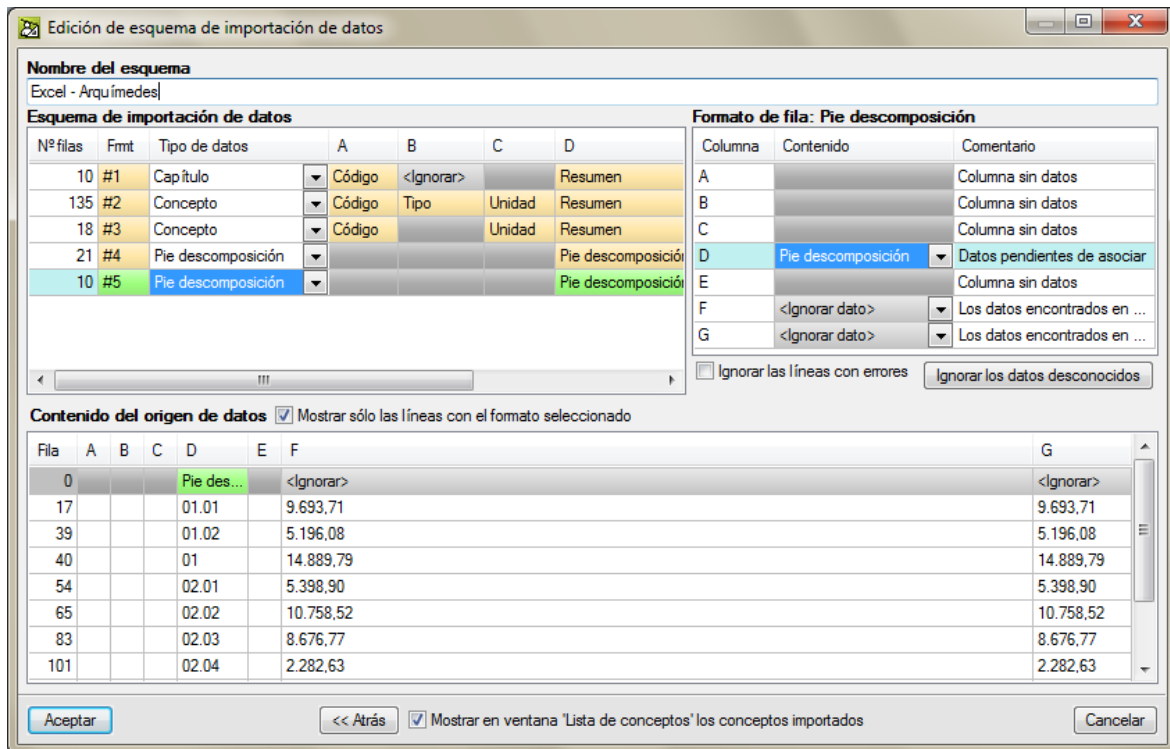 Edición de esquema de importación de datos
Nombre del esquema
Excel - Arquímedes
Esquema de importación de datos
Nº filas Frmt Tipo de datos A B C D
10 #1 Capítulo Código <Ignorar> Resumen
135 #2 Concepto Código Tipo Unidad Resumen
18 #3 Concepto Código Unidad Resumen
21 #4 Pie descomposición Pie descomposición
10 #5 Pie descomposición Pie descomposición
Formato de fila: Pie descomposición
Columna Contenido Comentario
A Columna sin datos
B Columna sin datos
C Columna sin datos
D Pie descomposición Datos pendientes de asociar
E Columna sin datos
F <Ignorar dato> Los datos encontrados en ...
G <Ignorar dato> Los datos encontrados en ...
Ignorar las líneas con errores Ignorar los datos desconocidos
Contenido del origen de datos Mostrar sólo las líneas con el formato seleccionado
Fila A B C D E F G
0 Pie des... <Ignorar> <Ignorar>
17 01.01 9.693,71 9.693,71
39 01.02 5.196,08 5.196,08
40 01 14.889,79 14.889,79
54 02.01 5.398,90 5.398,90
65 02.02 10.758,52 10.758,52
83 02.03 8.676,77 8.676,77
101 02.04 2.282,63 2.282,63
Aceptar << Atrás Mostrar en ventana 'Lista de conceptos' los conceptos importados Cancelar